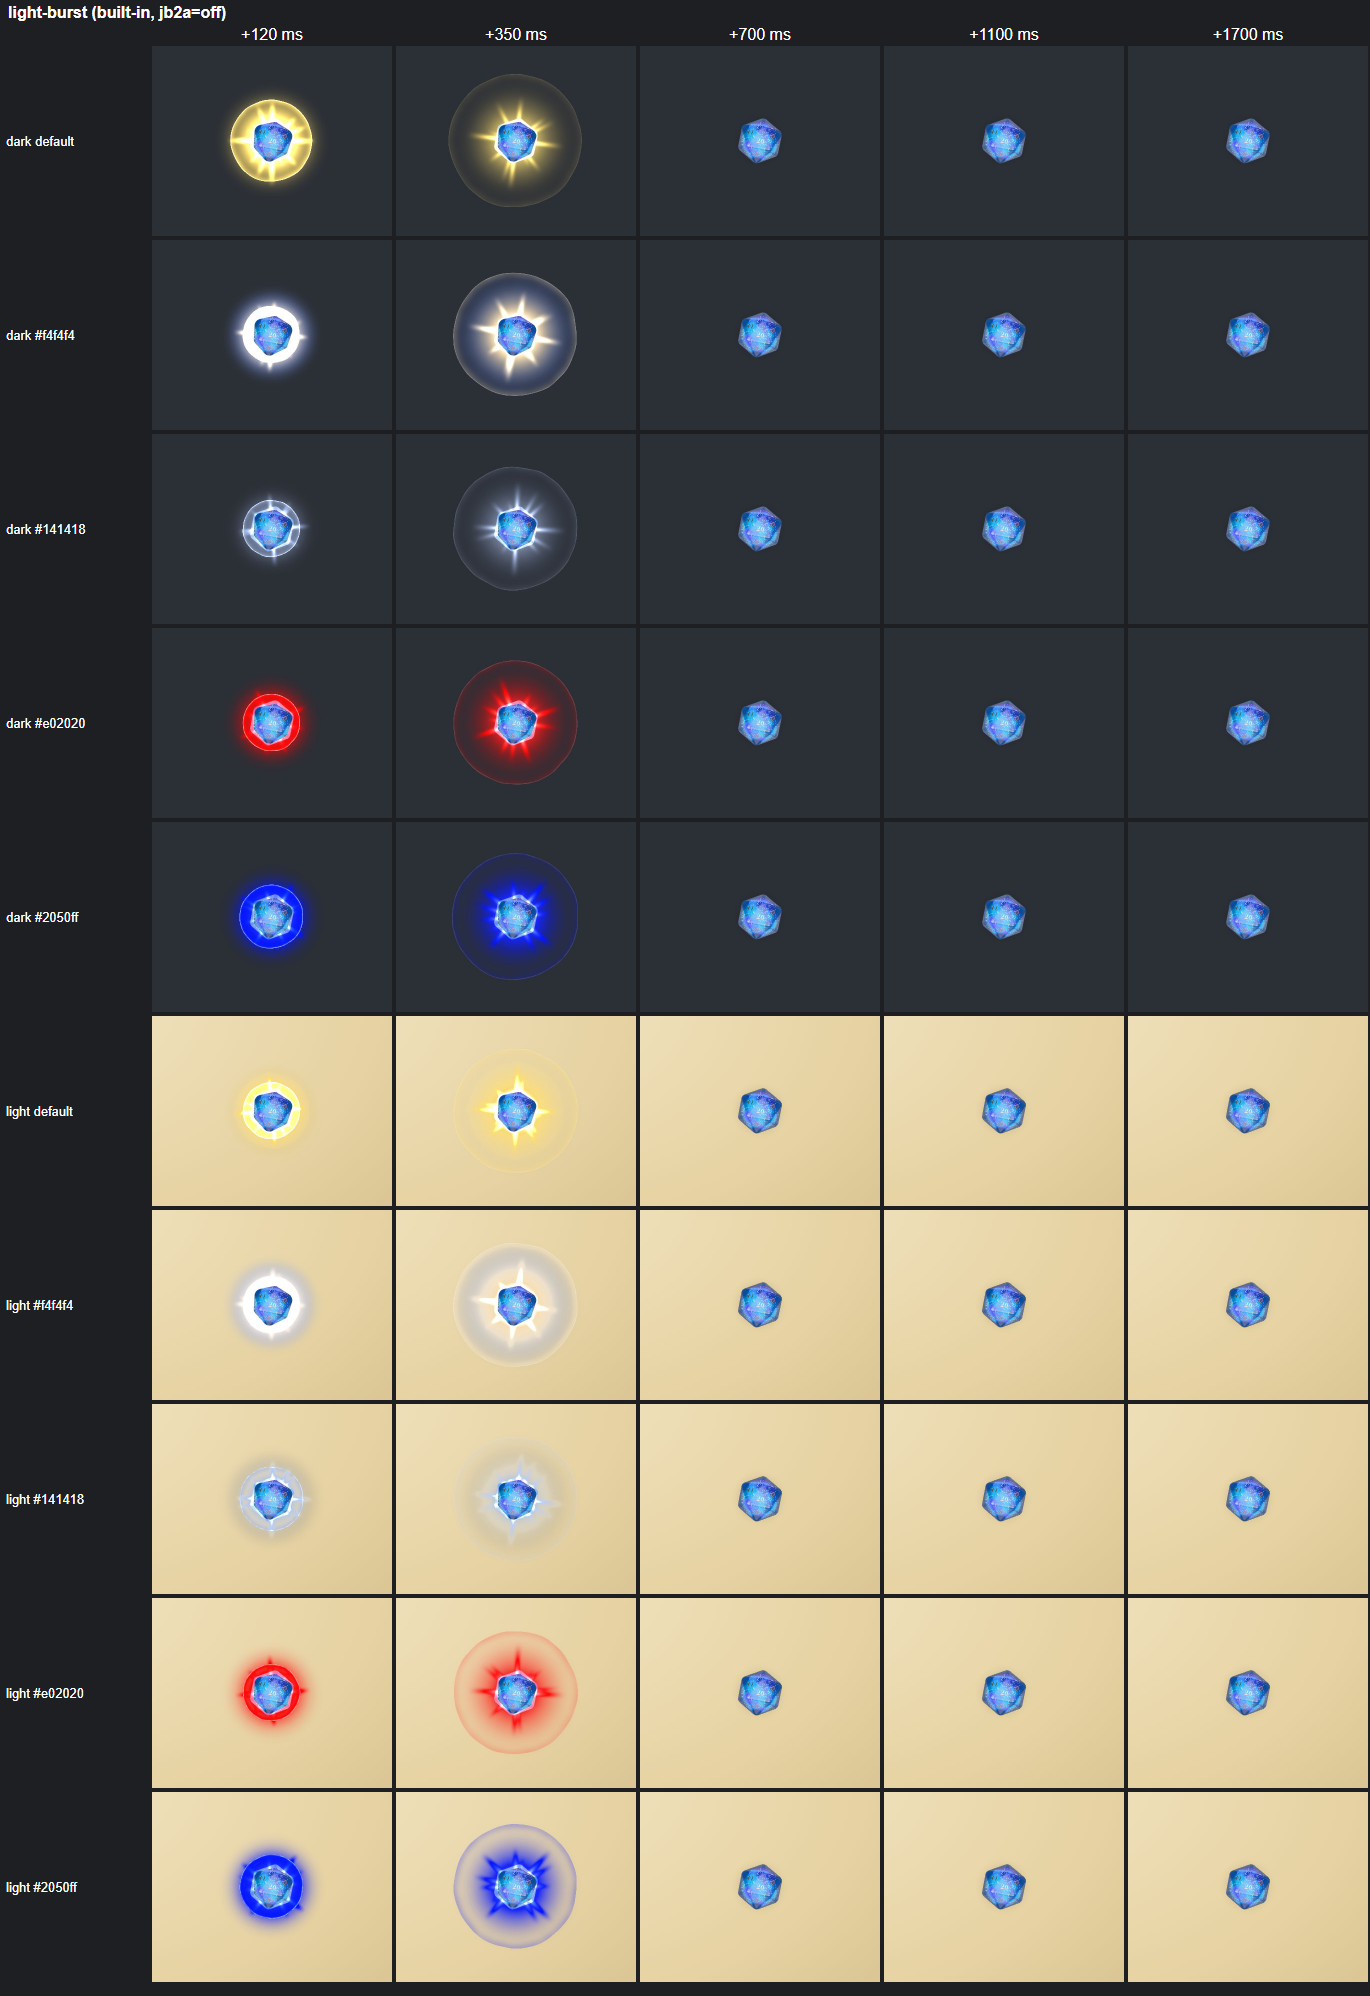 light-burst (built-in, jb2a=off)
+120 ms +350 ms +700 ms +1100 ms +1700 ms
dark default
dark #f4f4f4
dark #141418
dark #e02020
dark #2050ff
light default
light #f4f4f4
light #141418
light #e02020
light #2050ff